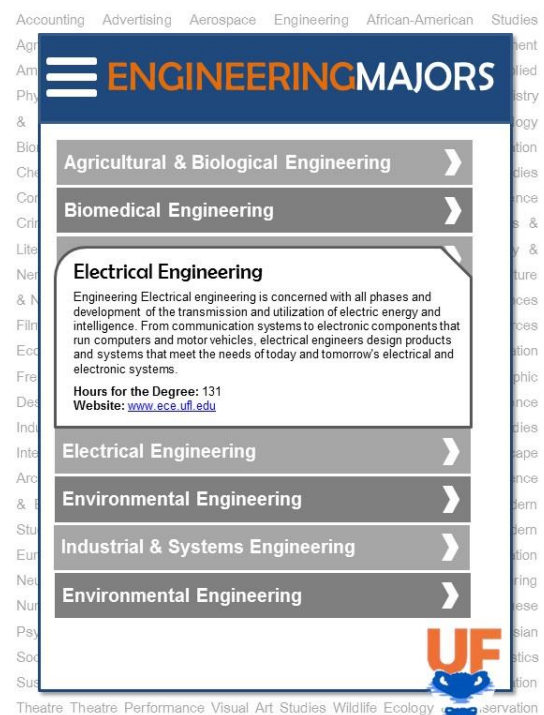 Accounting Advertising Aerospace Engineering African-American Studies
ENGINEERINGMAJORS
Agricultural & Biological Engineering
Biomedical Engineering
Electrical Engineering
Engineering Electrical engineering is concerned with all phases and
development of the transmission and utilization of electric energy and
intelligence. From communication systems to electronic components that
run computers and motor vehicles, electrical engineers design products
and systems that meet the needs of today and tomorrow's electrical and
electronic systems.
Hours for the Degree: 131
Website: www.ece.ufl.edu
Electrical Engineering
Environmental Engineering
Industrial & Systems Engineering
Environmental Engineering
UF
Theatre Theatre Performance Visual Art Studies Wildlife Ecology